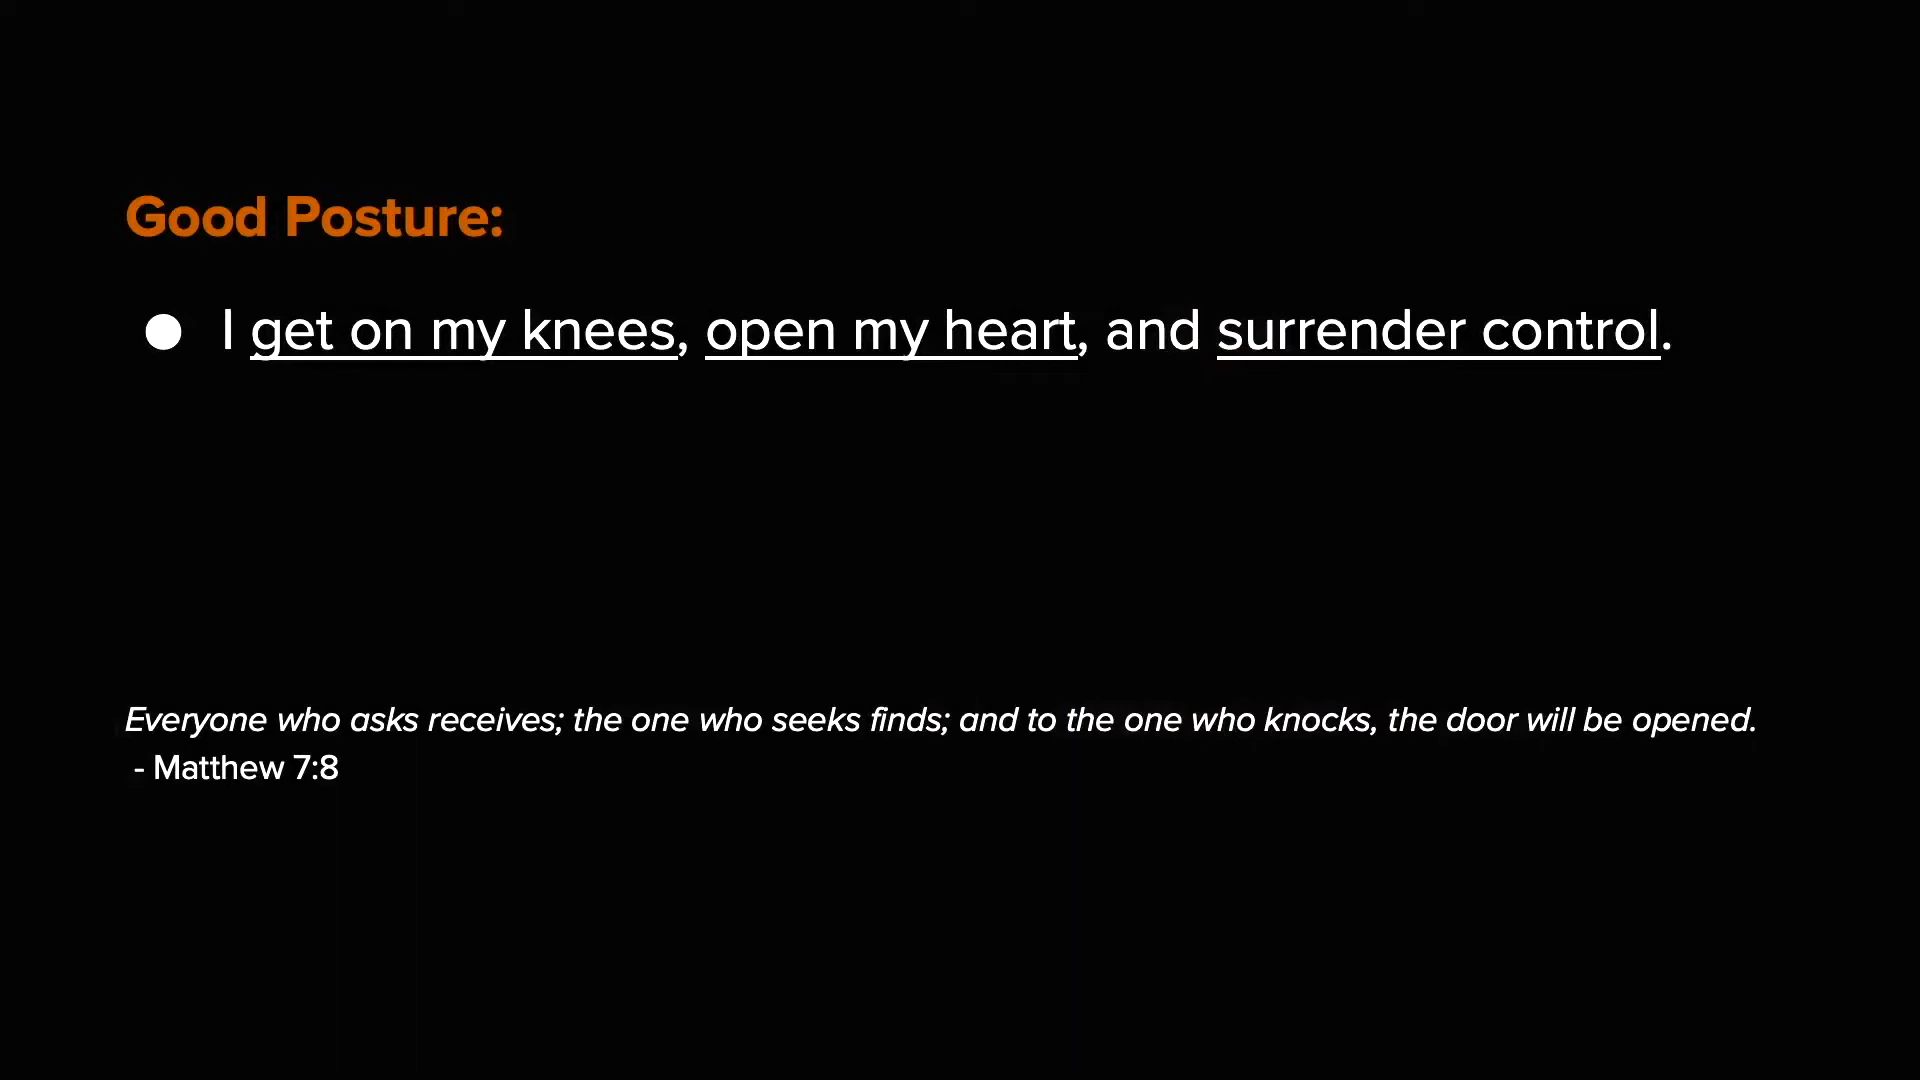 Good Posture:
● I get on my knees, open my heart, and surrender control.
Everyone who asks receives; the one who seeks finds; and to the one who knocks, the door will be opened.
- Matthew 7:8